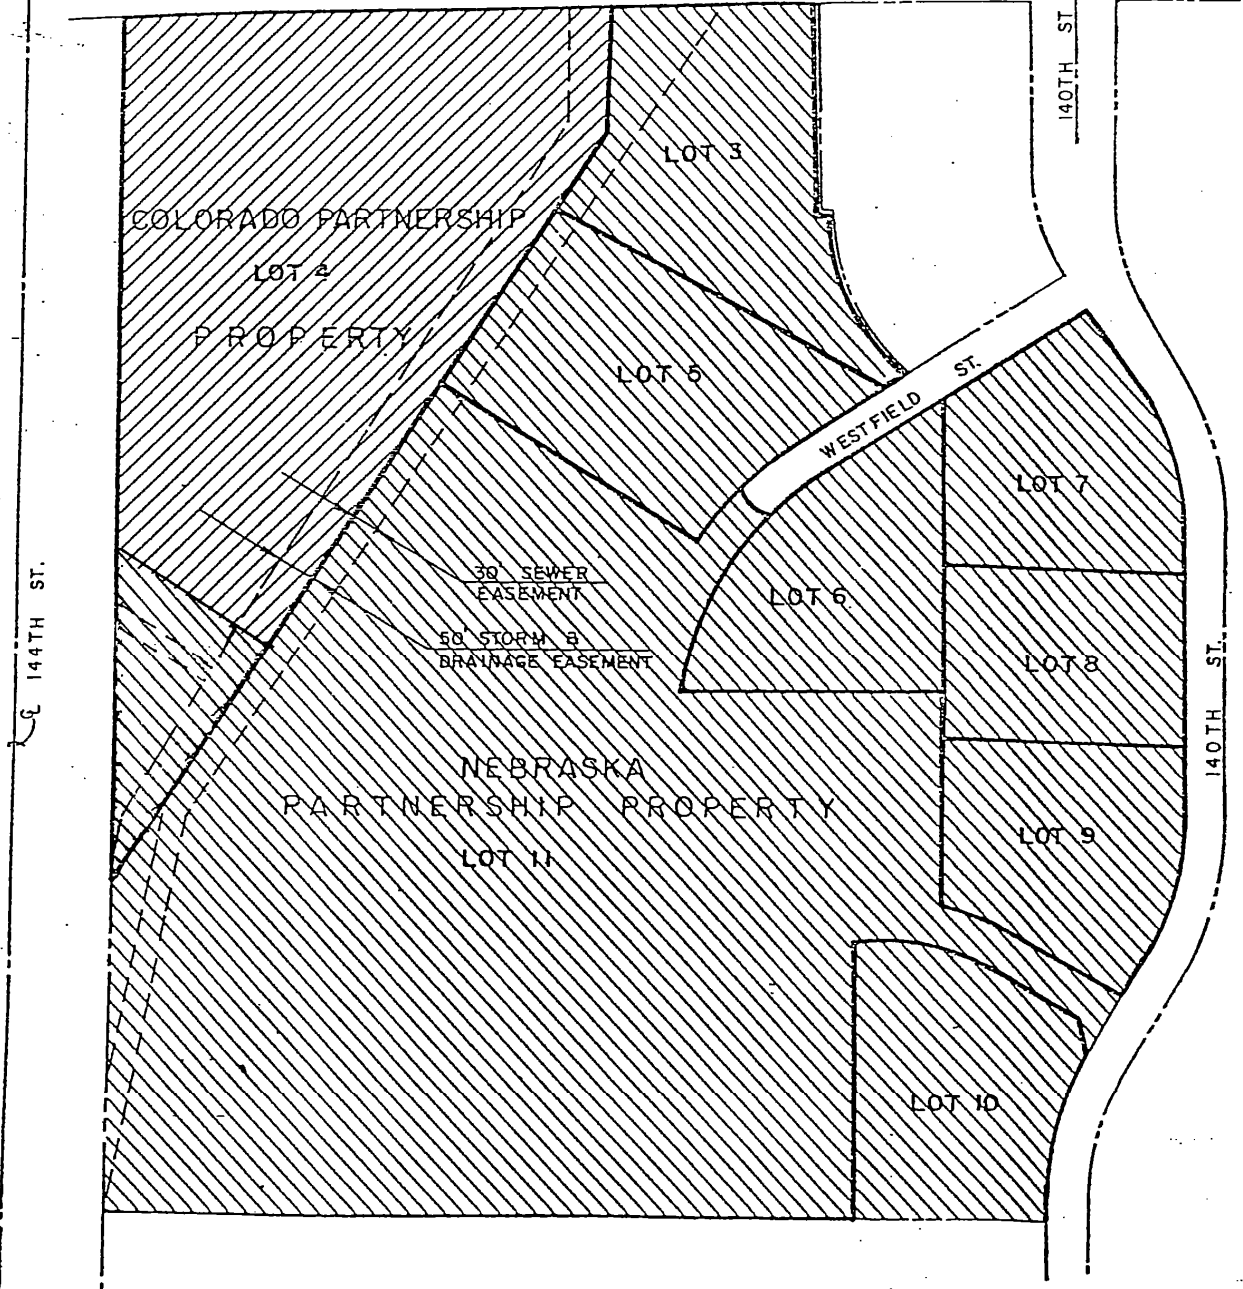 140TH ST
LOT 3
COLORADO PARTNERSHIP
LOT 4
PROPERTY
LOT 5
WESTFIELD ST.
LOT 7
30' SEWER
EASEMENT
LOT 6
50' STORM &
DRAINAGE EASEMENT
LOT 8
144TH ST.
℄
140TH ST.
NEBRASKA
PARTNERSHIP PROPERTY
LOT 9
LOT 11
LOT 10